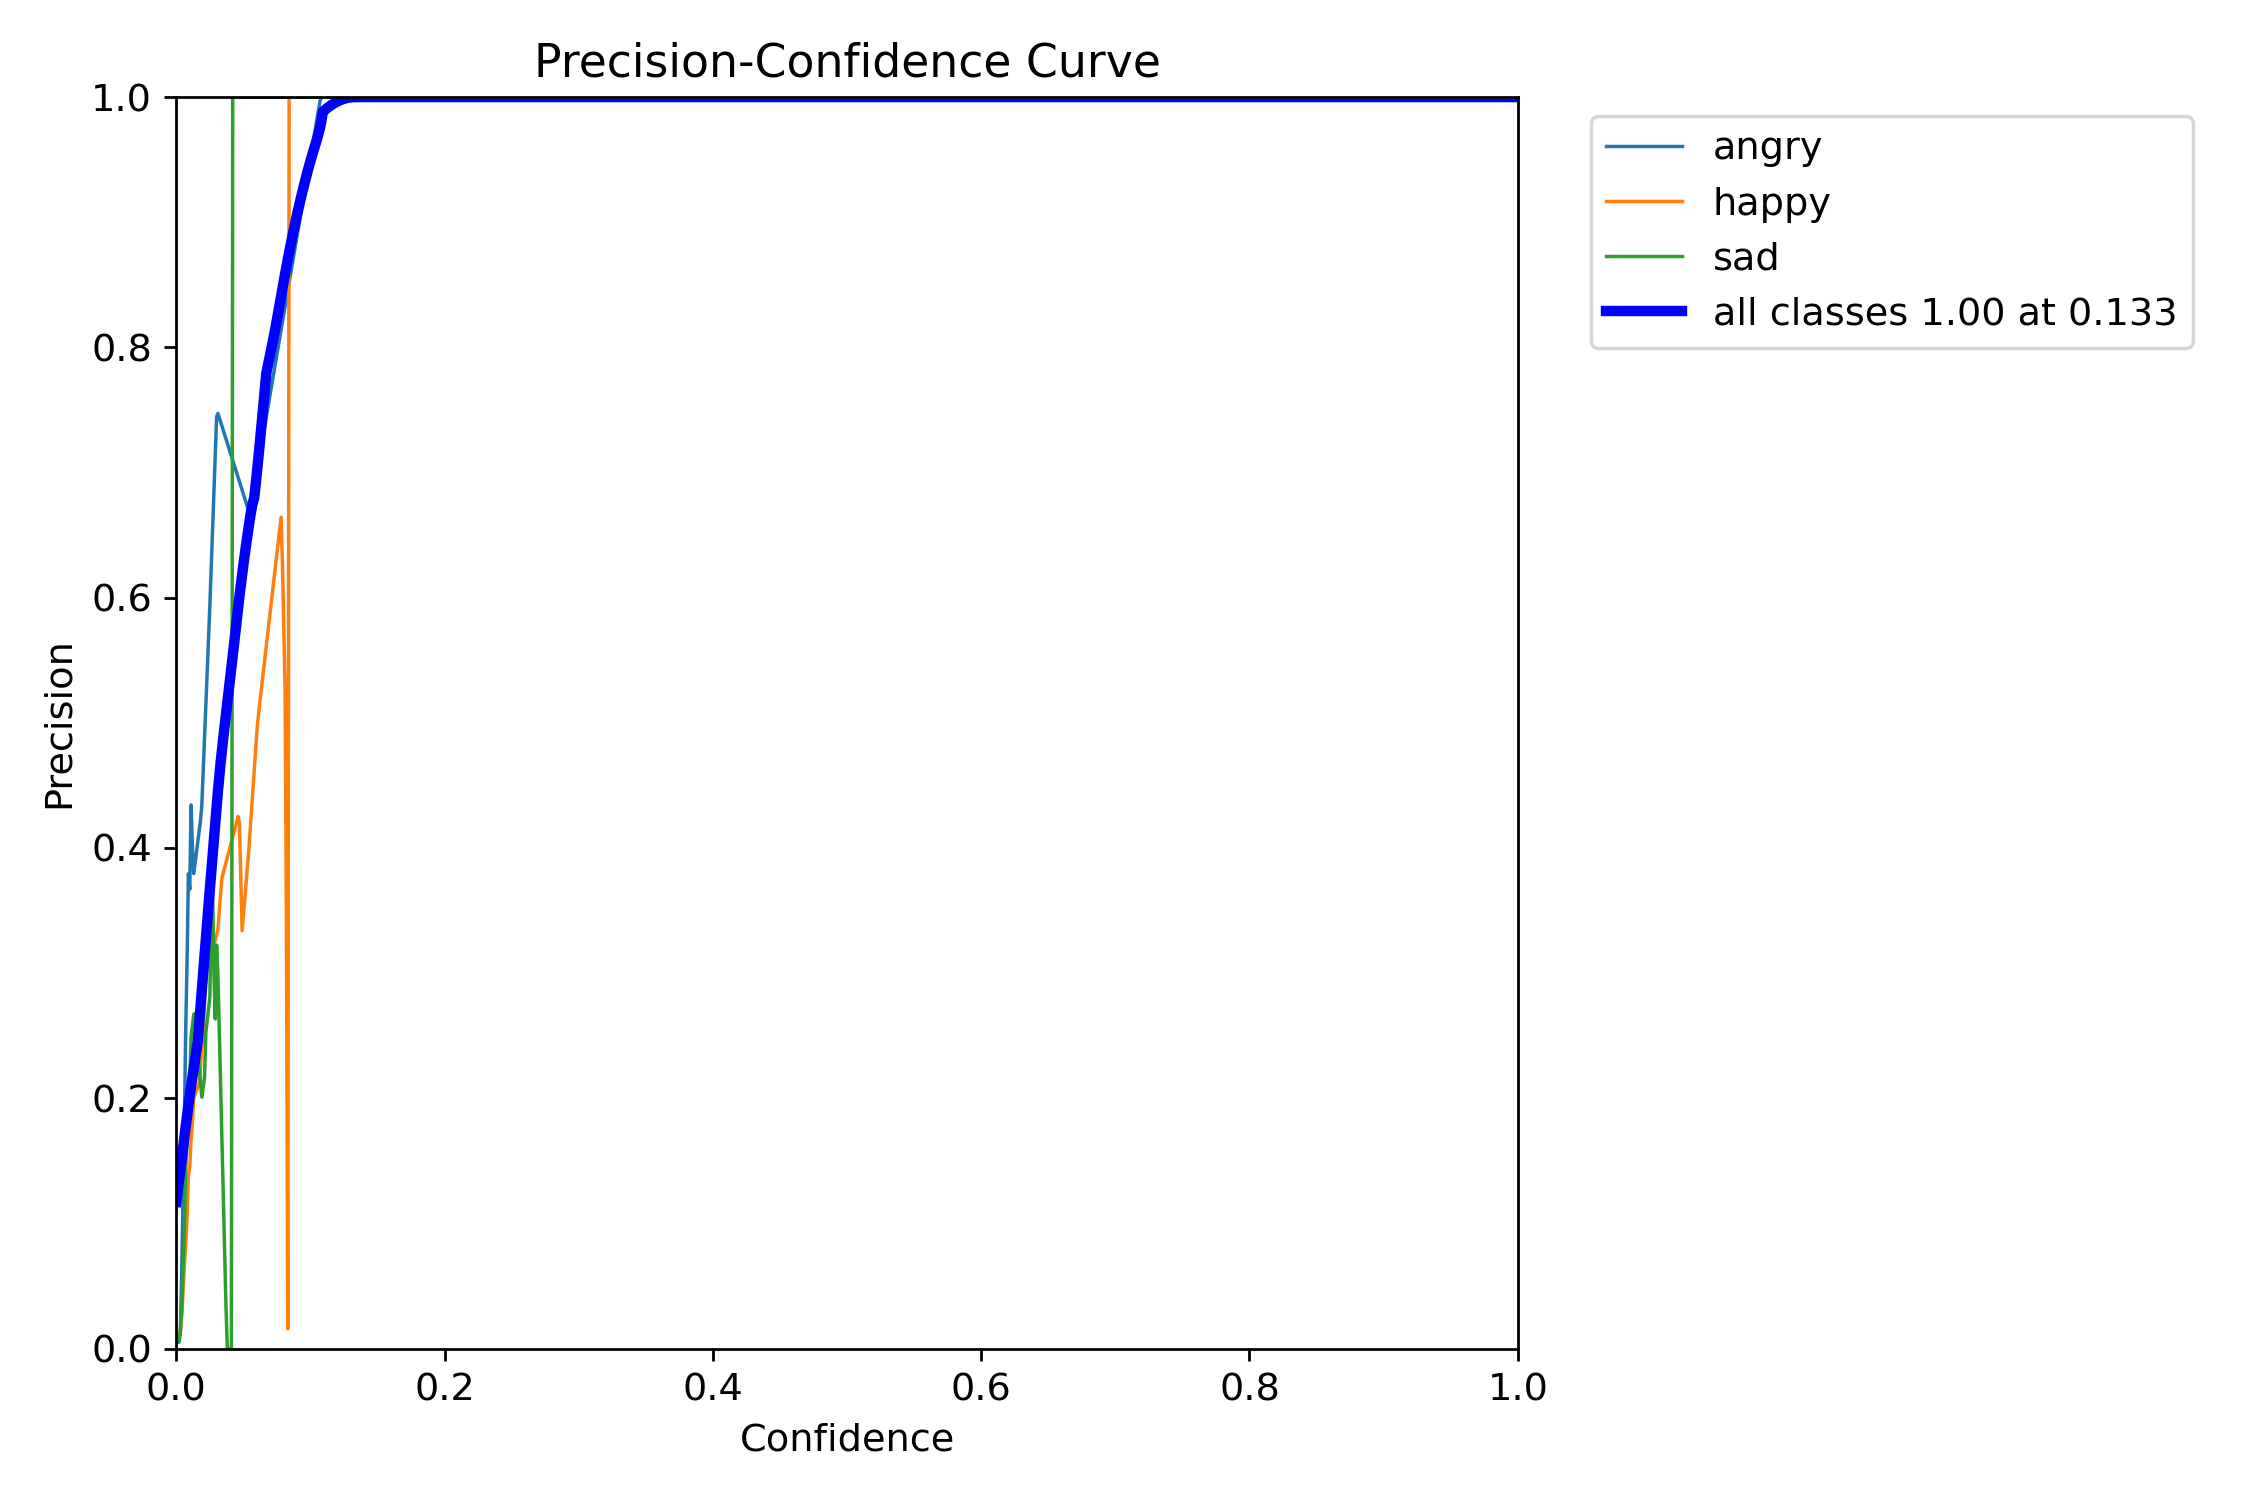 Precision-Confidence Curve
1.0
0.8
0.6
0.4
0.2
0.0
Precision
0.0 0.2 0.4 0.6 0.8 1.0
Confidence
angry
happy
sad
all classes 1.00 at 0.133